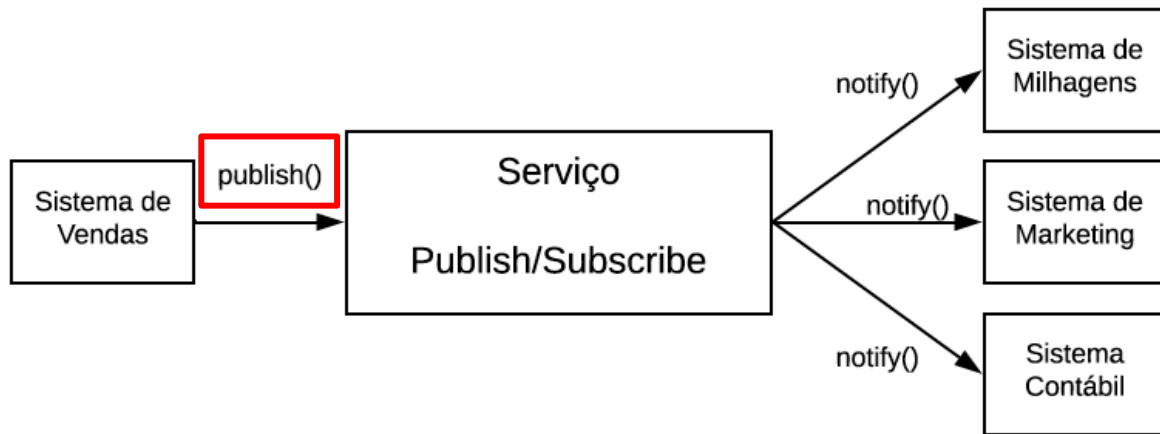 Sistema de
Vendas
publish()
Serviço
Publish/Subscribe
notify()
Sistema de
Milhagens
notify()
Sistema de
Marketing
notify()
Sistema
Contábil